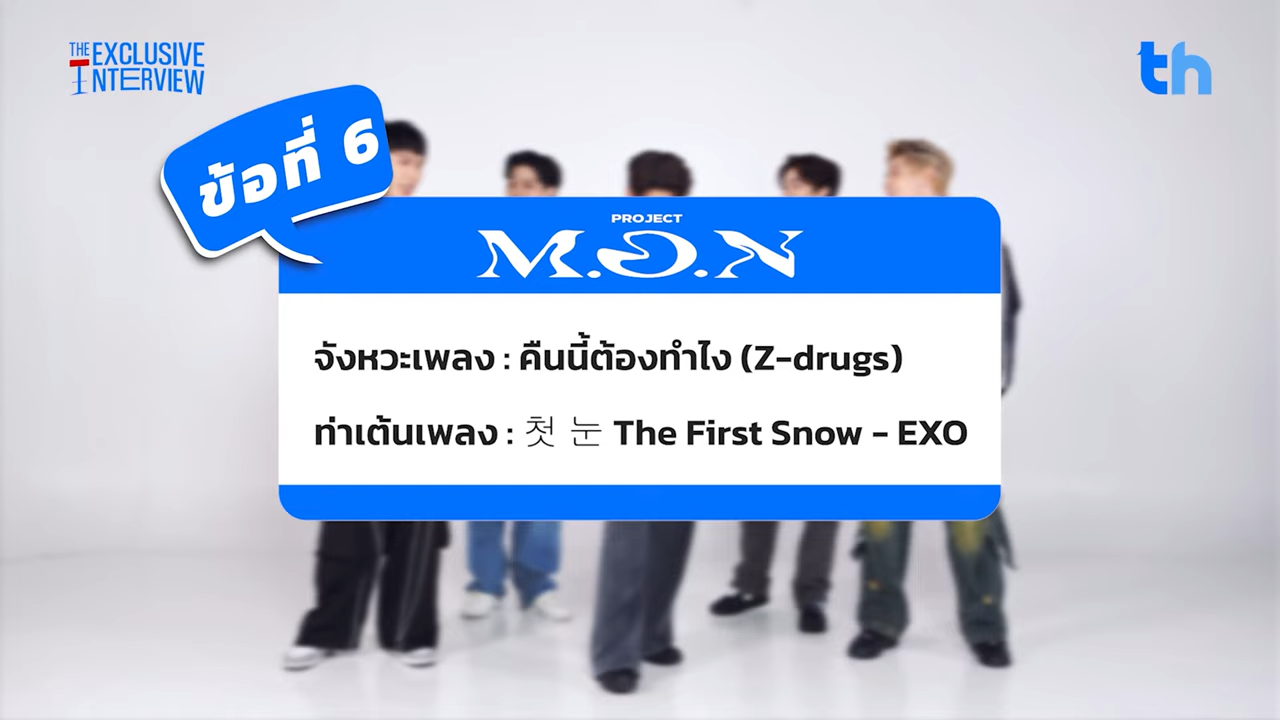 THE EXCLUSIVE
INTERVIEW
th
ข้อที่ 6
PROJECT
M.O.N
จังหวะเพลง : คืนนี้ต้องทำไง (Z-drugs)
ท่าเต้นเพลง : 첫 눈 The First Snow - EXO